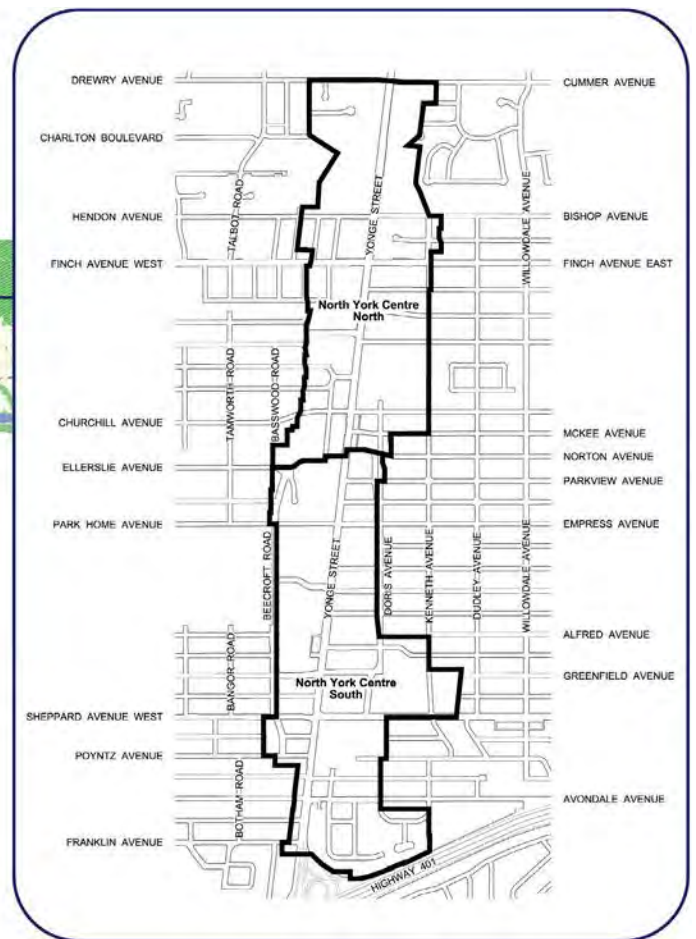 DREWRY AVENUE
CUMMER AVENUE
CHARLTON BOULEVARD
TALBOT ROAD
YONGE STREET
WILLOWDALE AVENUE
HENDON AVENUE
BISHOP AVENUE
FINCH AVENUE WEST
FINCH AVENUE EAST
North York Centre
North
TAMWORTH ROAD
BASSWOOD ROAD
CHURCHILL AVENUE
MCKEE AVENUE
ELLERSLIE AVENUE
NORTON AVENUE
PARKVIEW AVENUE
PARK HOME AVENUE
EMPRESS AVENUE
BEECROFT ROAD
YONGE STREET
DORIS AVENUE
KENNETH AVENUE
DUDLEY AVENUE
WILLOWDALE AVENUE
ALFRED AVENUE
BANGOR ROAD
GREENFIELD AVENUE
North York Centre
South
SHEPPARD AVENUE WEST
POYNTZ AVENUE
BOTHAM ROAD
AVONDALE AVENUE
FRANKLIN AVENUE
HIGHWAY 401